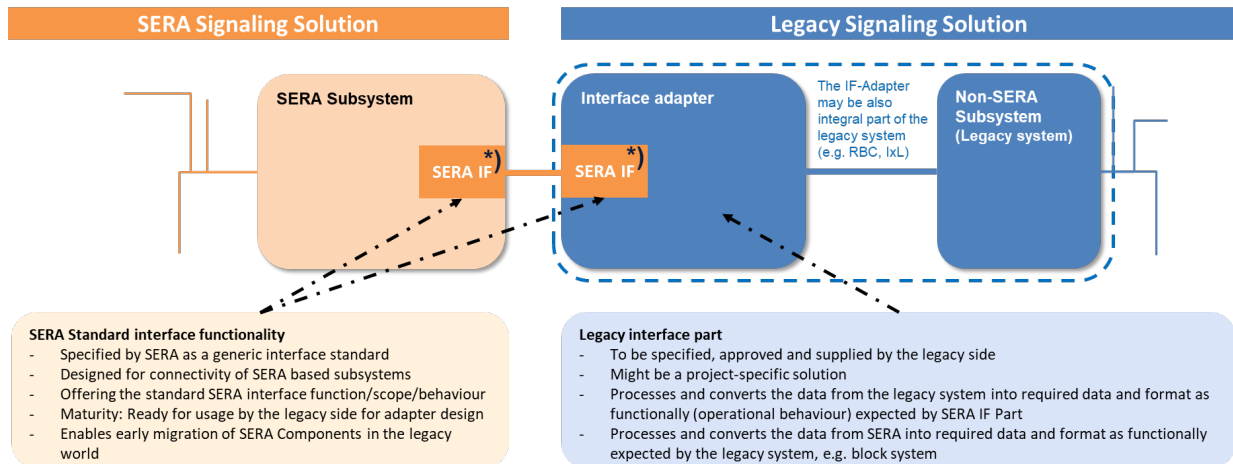 SERA Signaling Solution
Legacy Signaling Solution
SERA Subsystem
SERA IF *)
Interface adapter
SERA IF *)
The IF-Adapter
may be also
integral part of the
legacy system
(e.g. RBC, IxL)
Non-SERA
Subsystem
(Legacy system)
SERA Standard interface functionality
- Specified by SERA as a generic interface standard
- Designed for connectivity of SERA based subsystems
- Offering the standard SERA interface function/scope/behaviour
- Maturity: Ready for usage by the legacy side for adapter design
- Enables early migration of SERA Components in the legacy
world
Legacy interface part
- To be specified, approved and supplied by the legacy side
- Might be a project-specific solution
- Processes and converts the data from the legacy system into required data and format as
functionally (operational behaviour) expected by SERA IF Part
- Processes and converts the data from SERA into required data and format as functionally
expected by the legacy system, e.g. block system